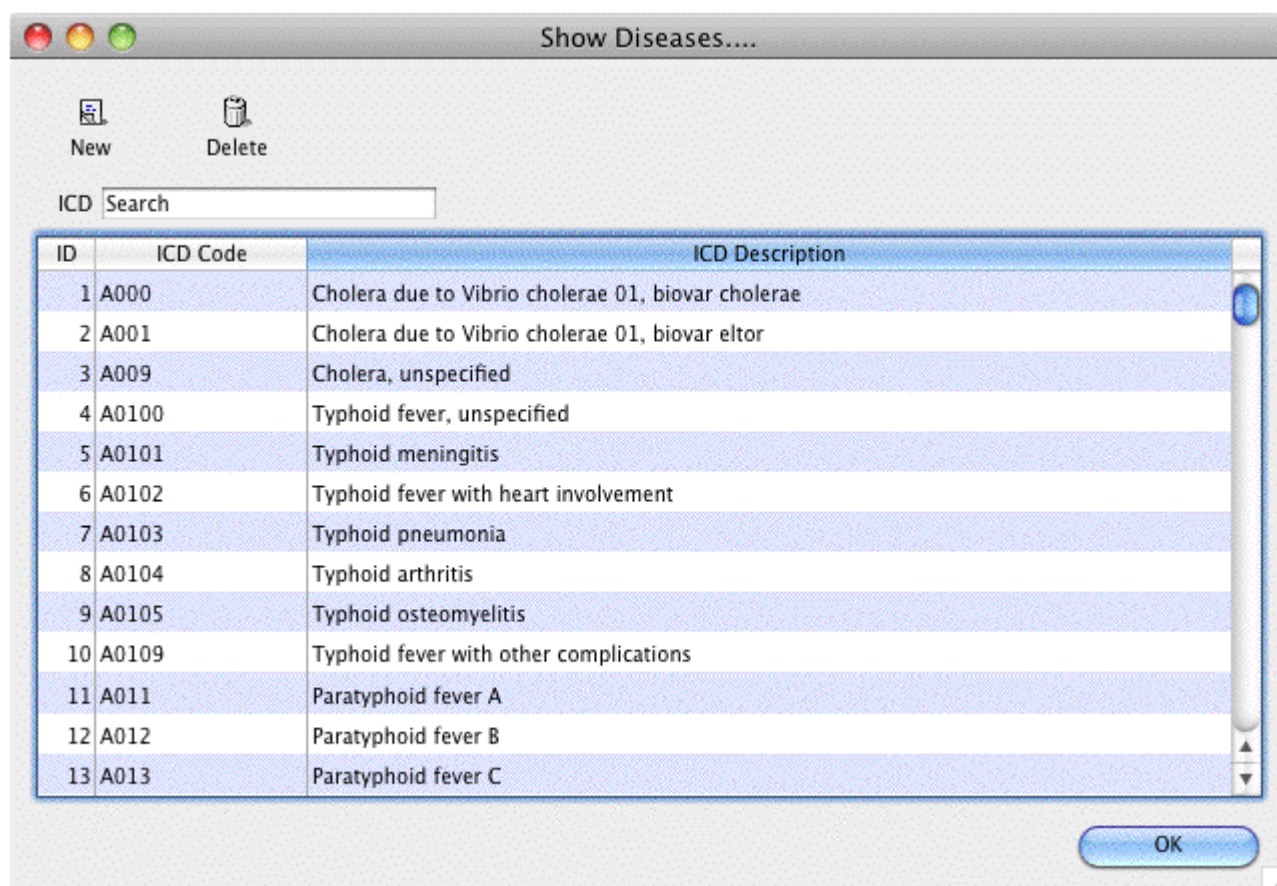 Show Diseases....
New Delete
ICD Search
ID ICD Code ICD Description
1 A000 Cholera due to Vibrio cholerae 01, biovar cholerae
2 A001 Cholera due to Vibrio cholerae 01, biovar eltor
3 A009 Cholera, unspecified
4 A0100 Typhoid fever, unspecified
5 A0101 Typhoid meningitis
6 A0102 Typhoid fever with heart involvement
7 A0103 Typhoid pneumonia
8 A0104 Typhoid arthritis
9 A0105 Typhoid osteomyelitis
10 A0109 Typhoid fever with other complications
11 A011 Paratyphoid fever A
12 A012 Paratyphoid fever B
13 A013 Paratyphoid fever C
OK